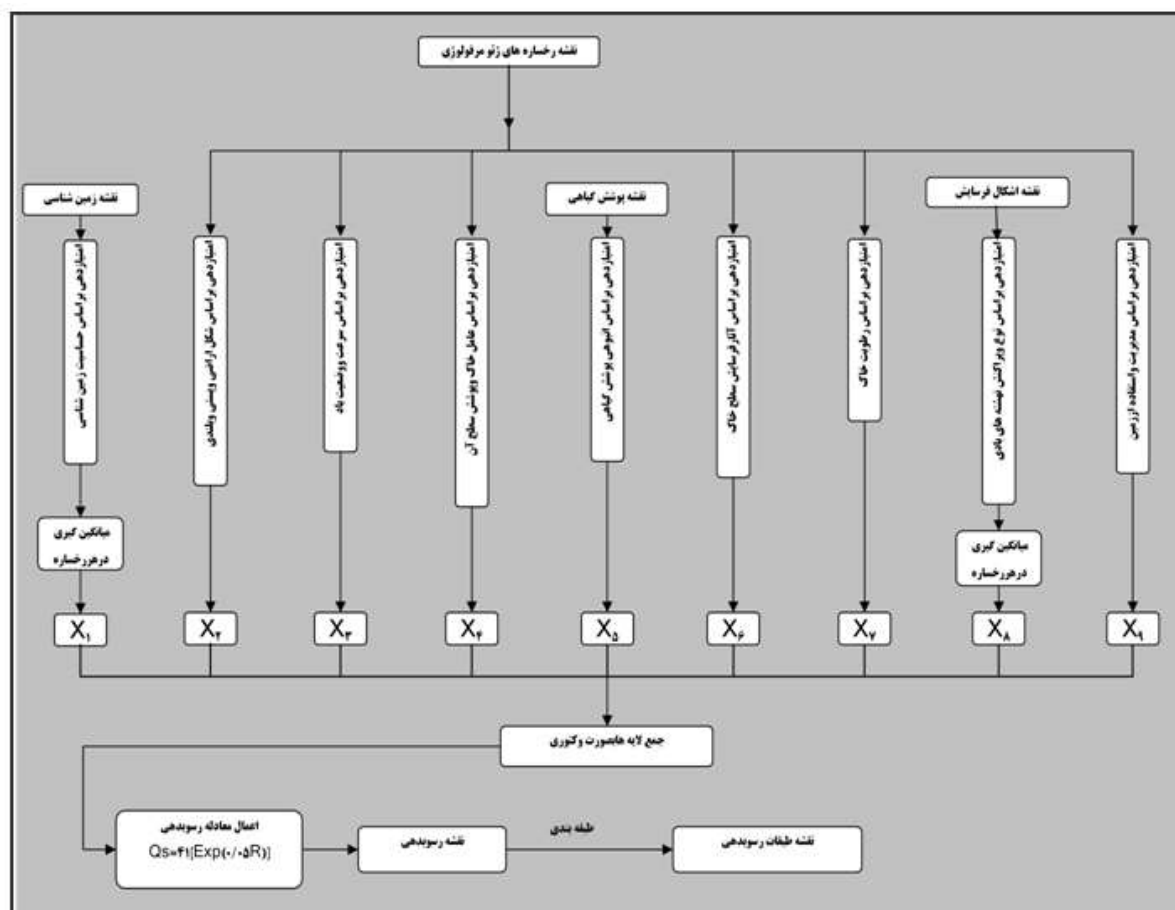 نقشه رخساره های ژئو مرفولوژی
نقشه زمین شناسی
نقشه پوشش گیاهی
نقشه اشکال فرسایش
امتیازدهی براساس حساسیت زمین شناسی
امتیازدهی براساس شکل اراضی وپستی وبلندی
امتیازدهی براساس سرعت ووضعیت باد
امتیازدهی براساس عامل خاک وپوشش سطح آن
امتیازدهی براساس انبوهی پوشش گیاهی
امتیازدهی براساس آثارفرسایش سطح خاک
امتیازدهی براساس رطوبت خاک
امتیازدهی براساس نوع وپراکنش نهشته های بادی
امتیازدهی براساس مدیریت واستفاده اززمین
میانگین گیری
درهررخساره
میانگین گیری
درهررخساره
X۱
X۲
X۳
X۴
X۵
X۶
X۷
X۸
X۹
جمع لایه هابصورت وکتوری
اعمال معادله رسوبدهی
Qs=۴۱[Exp(۰/۰۵R)]
نقشه رسوبدهی
طبقه بندی
نقشه طبقات رسوبدهی